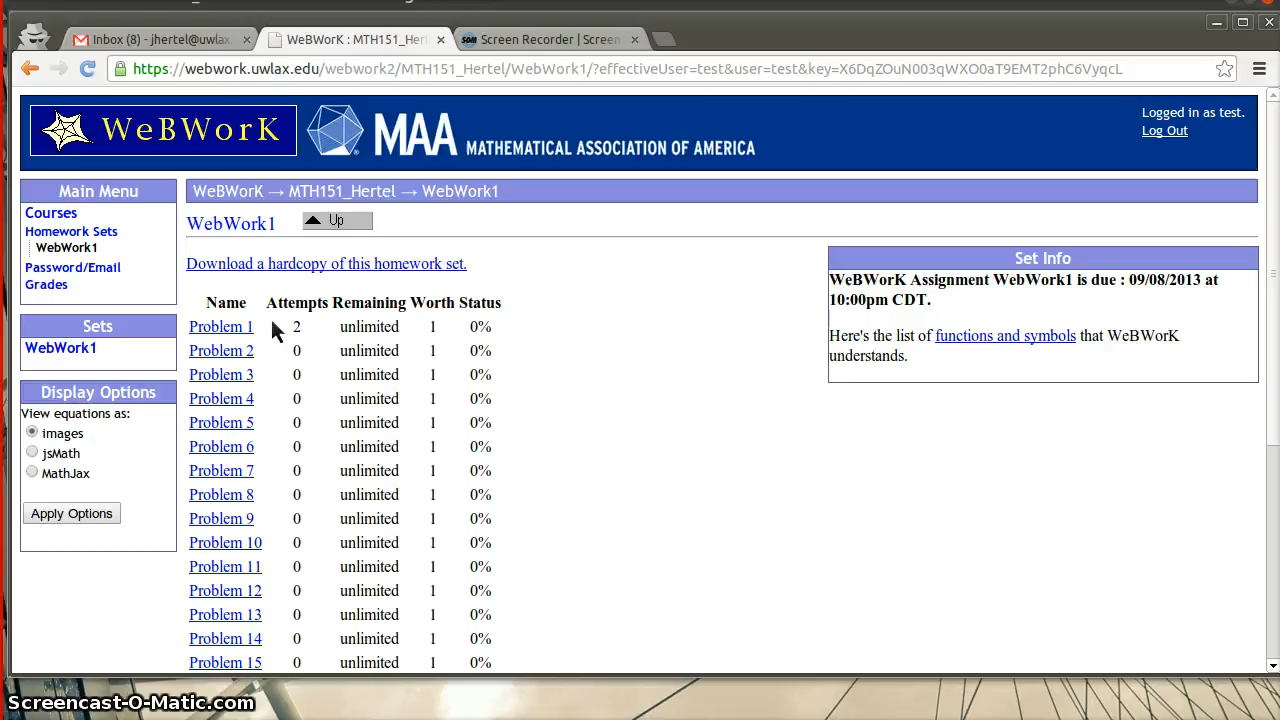 Inbox (8) - jhertel@uwlax.
WeBWorK : MTH151_Her
Screen Recorder | Screen
https://webwork.uwlax.edu/webwork2/MTH151_Hertel/WebWork1/?effectiveUser=test&user=test&key=X6DqZOuN003qWXO0aT9EMT2phC6VyqcL
WeBWorK
MAA MATHEMATICAL ASSOCIATION OF AMERICA
Logged in as test.
Log Out
Main Menu
Courses
Homework Sets
WebWork1
Password/Email
Grades
Sets
WebWork1
Display Options
View equations as:
images
jsMath
MathJax
Apply Options
WeBWorK → MTH151_Hertel → WebWork1
WebWork1
Up
Download a hardcopy of this homework set.
Name Attempts Remaining Worth Status
Problem 1 2 unlimited 1 0%
Problem 2 0 unlimited 1 0%
Problem 3 0 unlimited 1 0%
Problem 4 0 unlimited 1 0%
Problem 5 0 unlimited 1 0%
Problem 6 0 unlimited 1 0%
Problem 7 0 unlimited 1 0%
Problem 8 0 unlimited 1 0%
Problem 9 0 unlimited 1 0%
Problem 10 0 unlimited 1 0%
Problem 11 0 unlimited 1 0%
Problem 12 0 unlimited 1 0%
Problem 13 0 unlimited 1 0%
Problem 14 0 unlimited 1 0%
Problem 15 0 unlimited 1 0%
Set Info
WeBWorK Assignment WebWork1 is due : 09/08/2013 at
10:00pm CDT.
Here's the list of functions and symbols that WeBWorK
understands.
Screencast-O-Matic.com